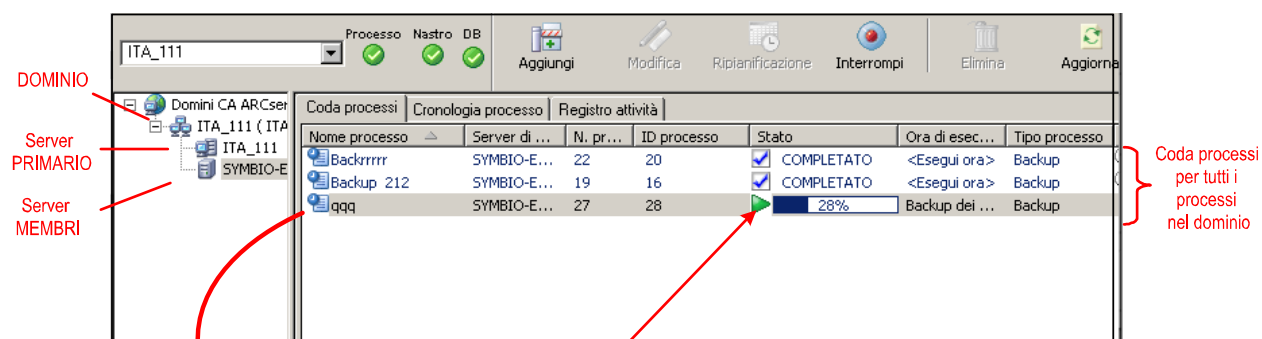 ITA_111
Processo Nastro DB
Aggiungi
Modifica
Ripianificazione
Interrompi
Elimina
Aggiorna
DOMINIO
Server
PRIMARIO
Server
MEMBRI
Domini CA ARCser
ITA_111 ( ITA
ITA_111
SYMBIO-E
Coda processi Cronologia processo Registro attività
Nome processo Server di ... N. pr... ID processo Stato Ora di esec... Tipo processo
Backrrrrr SYMBIO-E... 22 20 COMPLETATO <Esegui ora> Backup
Backup 212 SYMBIO-E... 19 16 COMPLETATO <Esegui ora> Backup
qqq SYMBIO-E... 27 28 28% Backup dei ... Backup
Coda processi
per tutti i
processi
nel dominio